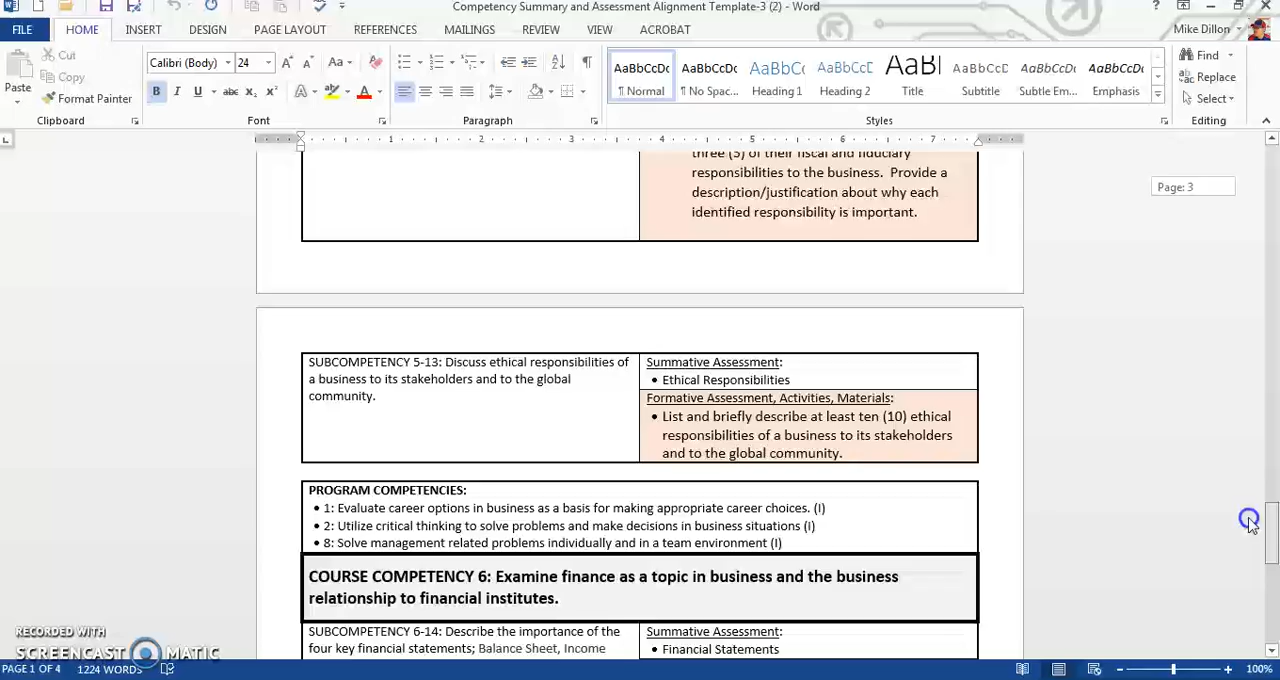 Competency Summary and Assessment Alignment Template-3 (2) - Word
FILE HOME INSERT DESIGN PAGE LAYOUT REFERENCES MAILINGS REVIEW VIEW ACROBAT Mike Dillon
Cut
Copy
Format Painter
Paste
Calibri (Body) 24
AaBbCcDc AaBbCcDc AaBbCc AaBbCcD AaBl AaBbCcD AaBbCcDc AaBbCcDc
¶ Normal ¶ No Spac... Heading 1 Heading 2 Title Subtitle Subtle Em... Emphasis
Find
Replace
Select
Clipboard Font Paragraph Styles Editing
1 2 3 4 5 6 7
three (3) of their fiscal and fiduciary
responsibilities to the business. Provide a
description/justification about why each
identified responsibility is important.
Page: 3
SUBCOMPETENCY 5-13: Discuss ethical responsibilities of
a business to its stakeholders and to the global
community.
Summative Assessment:
• Ethical Responsibilities
Formative Assessment, Activities, Materials:
• List and briefly describe at least ten (10) ethical
responsibilities of a business to its stakeholders
and to the global community.
PROGRAM COMPETENCIES:
• 1: Evaluate career options in business as a basis for making appropriate career choices. (I)
• 2: Utilize critical thinking to solve problems and make decisions in business situations (I)
• 8: Solve management related problems individually and in a team environment (I)
COURSE COMPETENCY 6: Examine finance as a topic in business and the business
relationship to financial institutes.
SUBCOMPETENCY 6-14: Describe the importance of the
four key financial statements; Balance Sheet, Income
Summative Assessment:
• Financial Statements
RECORDED WITH
SCREENCAST MATIC
PAGE 1 OF 4 1224 WORDS
100%